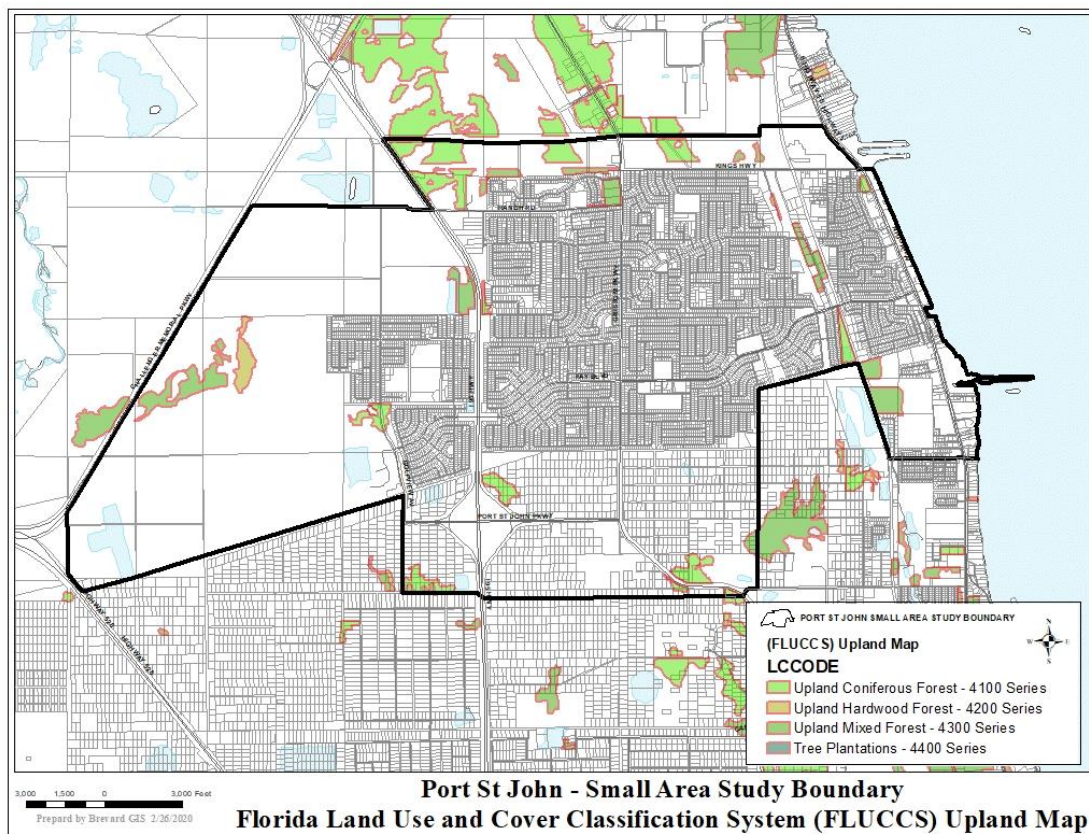 KINGS HWY
FAY BLVD
PORT ST JOHN PKWY
PORT ST JOHN SMALL AREA STUDY BOUNDARY
(FLUCCS) Upland Map
LCCODE
Upland Coniferous Forest - 4100 Series
Upland Hardwood Forest - 4200 Series
Upland Mixed Forest - 4300 Series
Tree Plantations - 4400 Series
N
W E
S
3,000 1,500 0 3,000 Feet
Prepard by Brevard GIS 2/26/2020
Port St John - Small Area Study Boundary
Florida Land Use and Cover Classification System (FLUCCS) Upland Map